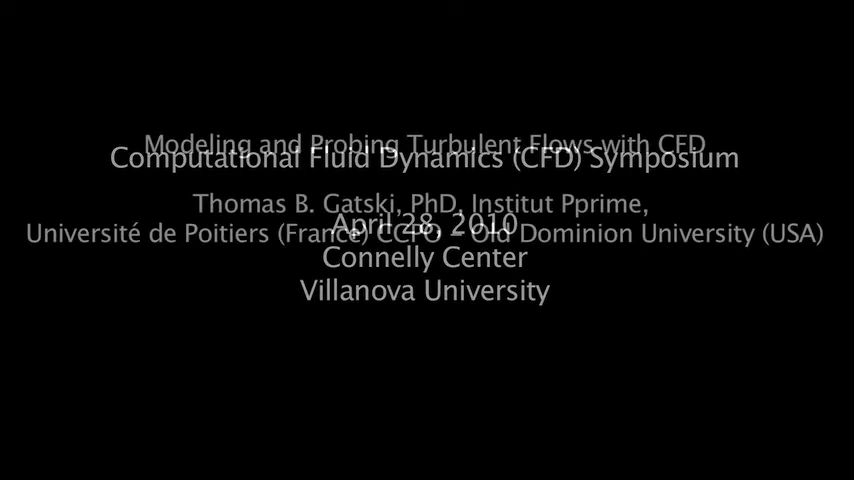 Modeling and Probing Turbulent Flows with CFD
Computational Fluid Dynamics (CFD) Symposium
Thomas B. Gatski, PhD, Institut Pprime,
April 28, 2010
Université de Poitiers (France) CCPO - Old Dominion University (USA)
Connelly Center
Villanova University